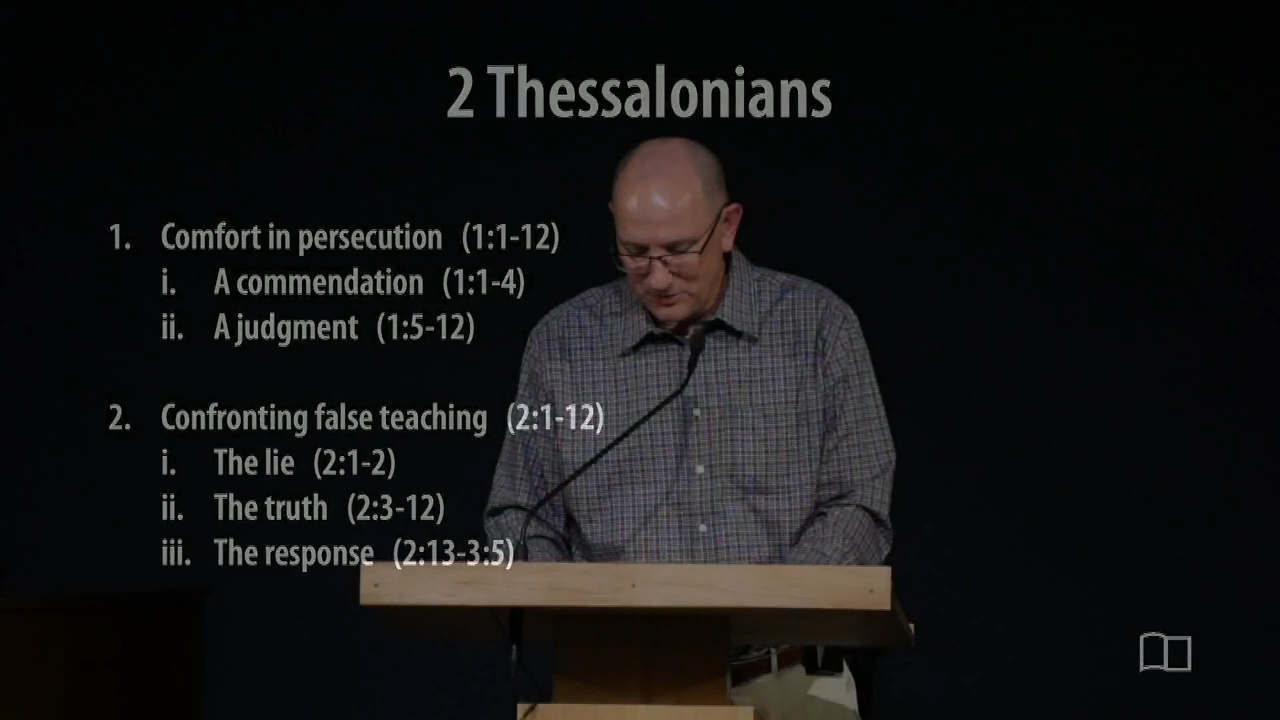 2 Thessalonians
1. Comfort in persecution (1:1-12)
i. A commendation (1:1-4)
ii. A judgment (1:5-12)
2. Confronting false teaching (2:1-12)
i. The lie (2:1-2)
ii. The truth (2:3-12)
iii. The response (2:13-3:5)